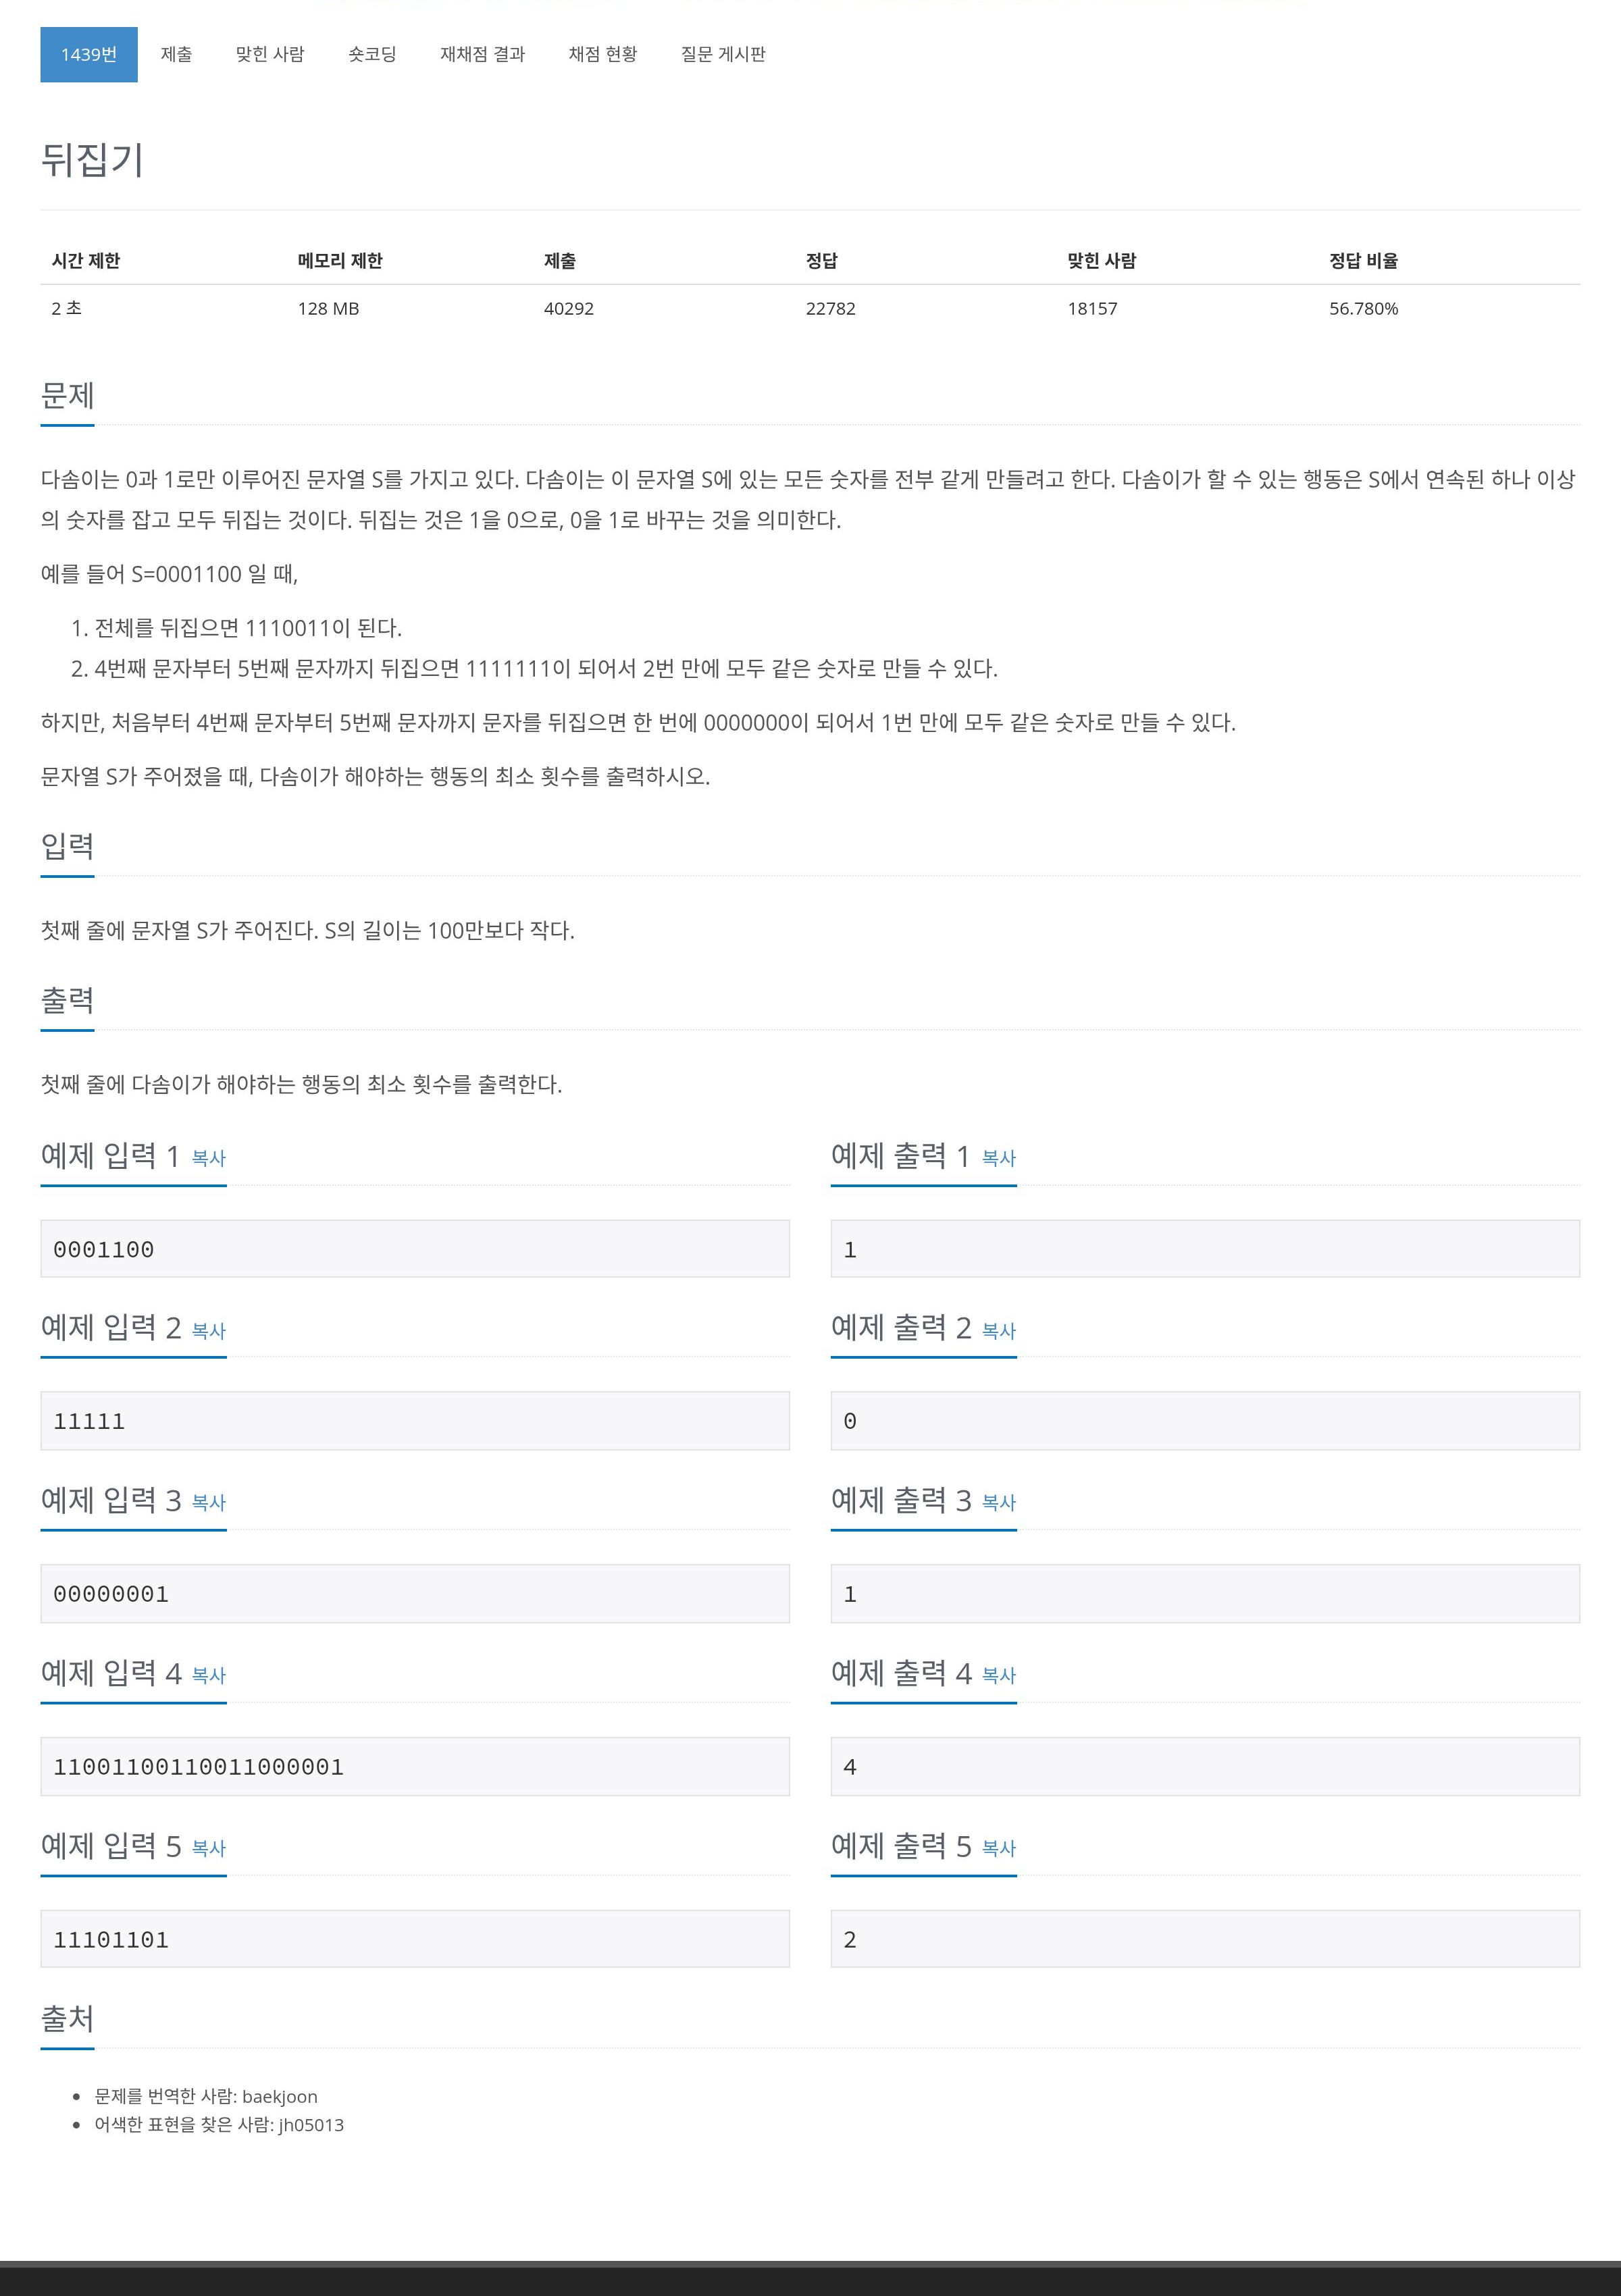 1439번 제출 맞힌 사람 숏코딩 재채점 결과 채점 현황 질문 게시판
뒤집기
시간 제한 메모리 제한 제출 정답 맞힌 사람 정답 비율
2 초 128 MB 40292 22782 18157 56.780%
문제
다솜이는 0과 1로만 이루어진 문자열 S를 가지고 있다. 다솜이는 이 문자열 S에 있는 모든 숫자를 전부 같게 만들려고 한다. 다솜이가 할 수 있는 행동은 S에서 연속된 하나 이상
의 숫자를 잡고 모두 뒤집는 것이다. 뒤집는 것은 1을 0으로, 0을 1로 바꾸는 것을 의미한다.
예를 들어 S=0001100 일 때,
1. 전체를 뒤집으면 1110011이 된다.
2. 4번째 문자부터 5번째 문자까지 뒤집으면 1111111이 되어서 2번 만에 모두 같은 숫자로 만들 수 있다.
하지만, 처음부터 4번째 문자부터 5번째 문자까지 문자를 뒤집으면 한 번에 0000000이 되어서 1번 만에 모두 같은 숫자로 만들 수 있다.
문자열 S가 주어졌을 때, 다솜이가 해야하는 행동의 최소 횟수를 출력하시오.
입력
첫째 줄에 문자열 S가 주어진다. S의 길이는 100만보다 작다.
출력
첫째 줄에 다솜이가 해야하는 행동의 최소 횟수를 출력한다.
예제 입력 1 복사 예제 출력 1 복사
0001100 1
예제 입력 2 복사 예제 출력 2 복사
11111 0
예제 입력 3 복사 예제 출력 3 복사
00000001 1
예제 입력 4 복사 예제 출력 4 복사
11001100110011000001 4
예제 입력 5 복사 예제 출력 5 복사
11101101 2
출처
• 문제를 번역한 사람: baekjoon
• 어색한 표현을 찾은 사람: jh05013